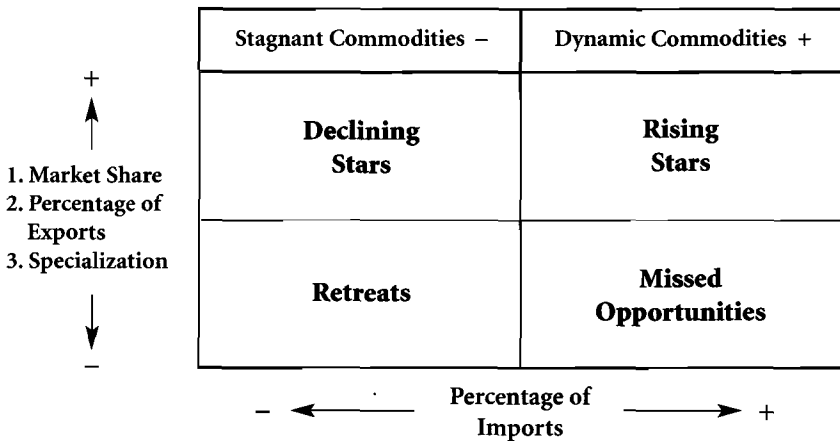 Stagnant Commodities –
Dynamic Commodities +
+
1. Market Share
2. Percentage of
Exports
3. Specialization
–
Declining
Stars
Rising
Stars
Retreats
Missed
Opportunities
–
Percentage of
Imports
+